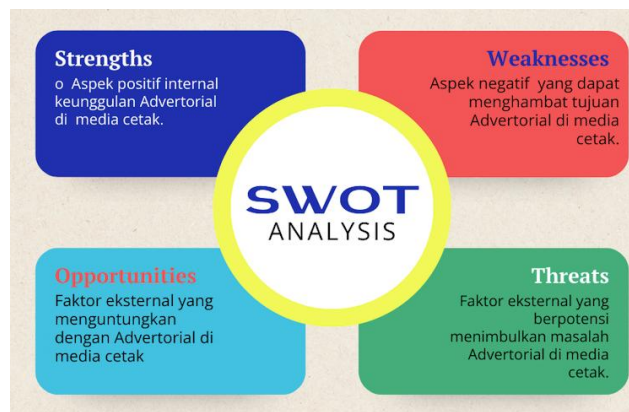 Strengths
o Aspek positif internal
keunggulan Advertorial
di media cetak.
Weaknesses
Aspek negatif yang dapat
menghambat tujuan
Advertorial di media
cetak.
SWOT
ANALYSIS
Opportunities
Faktor eksternal yang
menguntungkan
dengan Advertorial di
media cetak
Threats
Faktor eksternal yang
berpotensi
menimbulkan masalah
Advertorial di media
cetak.